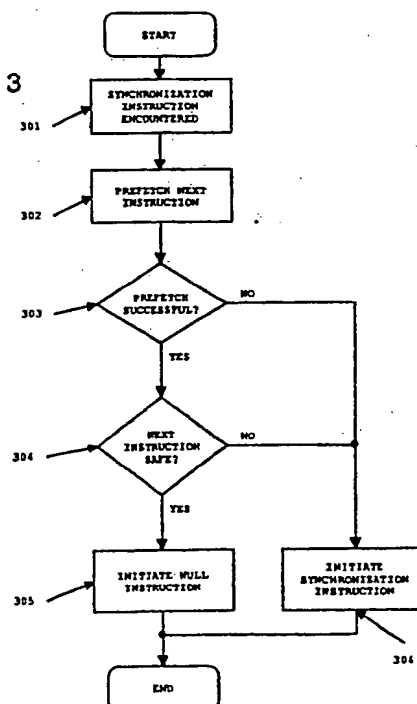 START
3
SYNCHRONIZATION
INSTRUCTION
ENCOUNTERED
301
PREFETCH NEXT
INSTRUCTION
302
PREFETCH
SUCCESSFUL?
NO
303
YES
NEXT
INSTRUCTION
SAFE?
NO
304
YES
INITIATE NULL
INSTRUCTION
INITIATE
SYNCHRONIZATION
INSTRUCTION
305
306
END